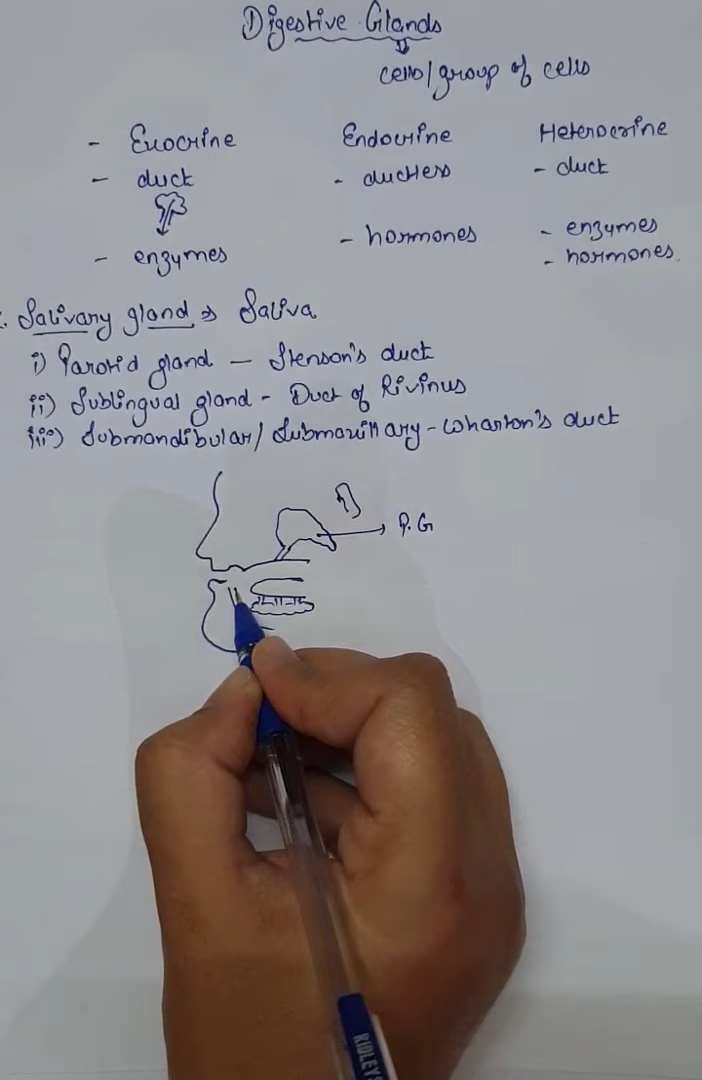 Digestive Glands
cells/group of cells
- Exocrine Endocrine Heterocrine
- duct - ductless - duct
- enzymes - hormones - enzymes
- hormones.
Salivary gland → Saliva
i) Parotid gland - Stenson's duct
ii) Sublingual gland - Duct of Rivinus
iii) Submandibular/Submaxillary - Wharton's duct
P.G
RIDLEYS